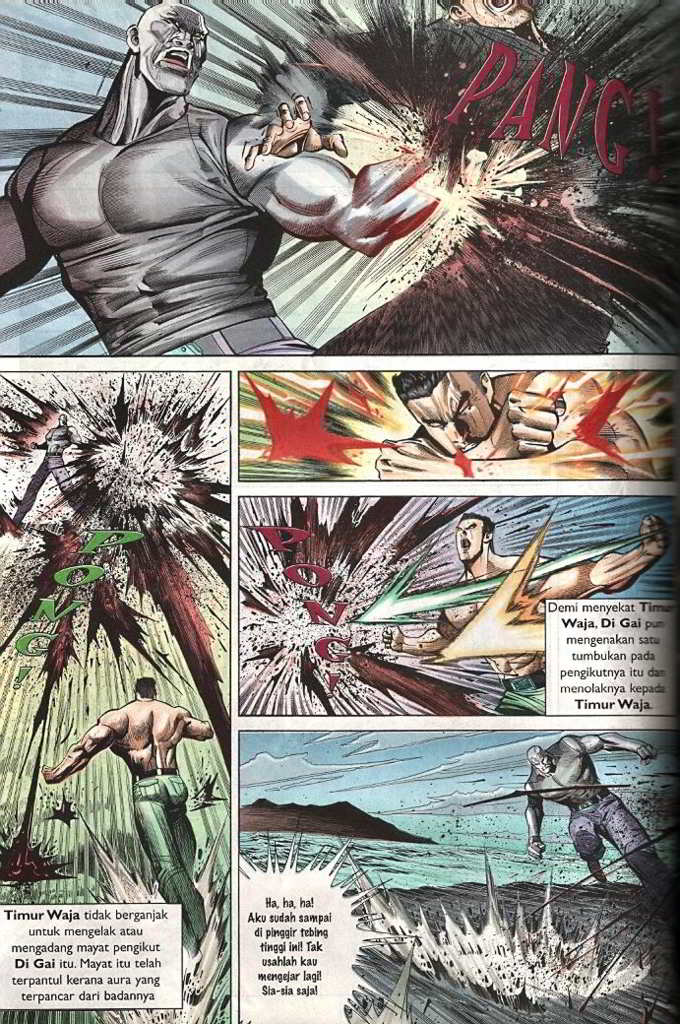 PANG!
PONG!
PONG!
Demi menyekat Timur
Waja, Di Gai pun
mengenakan satu
tumbukan pada
pengikutnya itu dan
menolaknya kepada
Timur Waja.
Timur Waja tidak berganjak
untuk mengelak atau
mengadang mayat pengikut
Di Gai itu. Mayat itu telah
terpantul kerana aura yang
terpancar dari badannya
Ha, ha, ha!
Aku sudah sampai
di pinggir tebing
tinggi ini! Tak
usahlah kau
mengejar lagi!
Sia-sia saja!